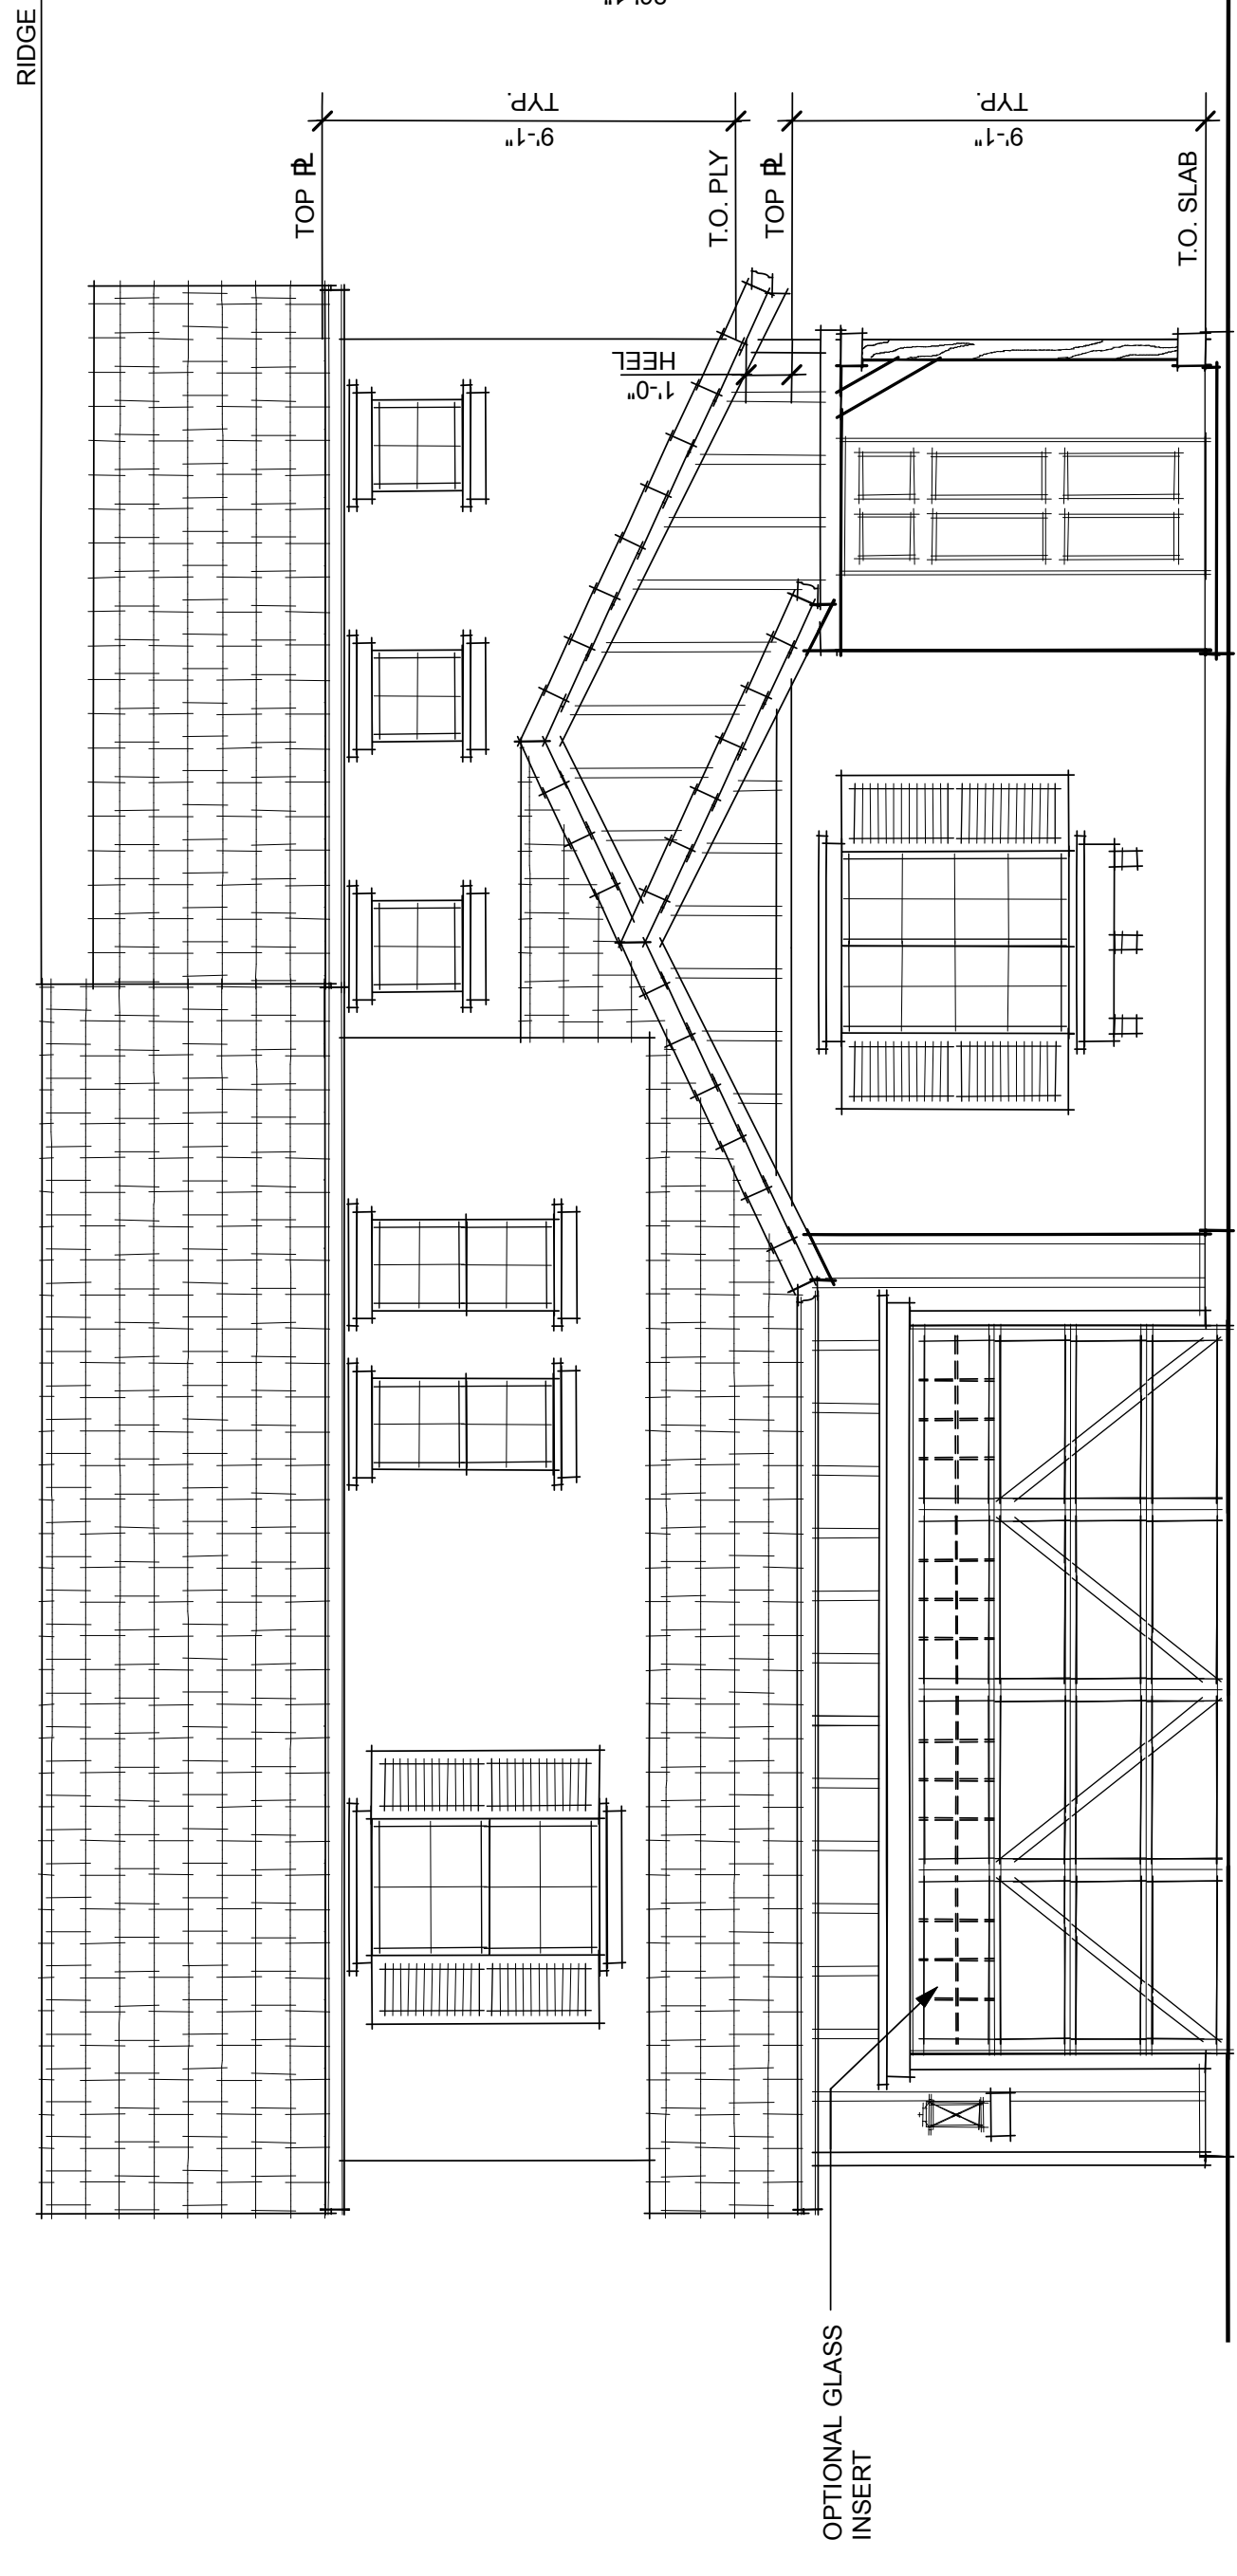 RIDGE
TOP PL
9'-1"
TYP.
T.O. PLY
1'-0"
HEEL
TOP PL
9'-1"
TYP.
T.O. SLAB
OPTIONAL GLASS
INSERT